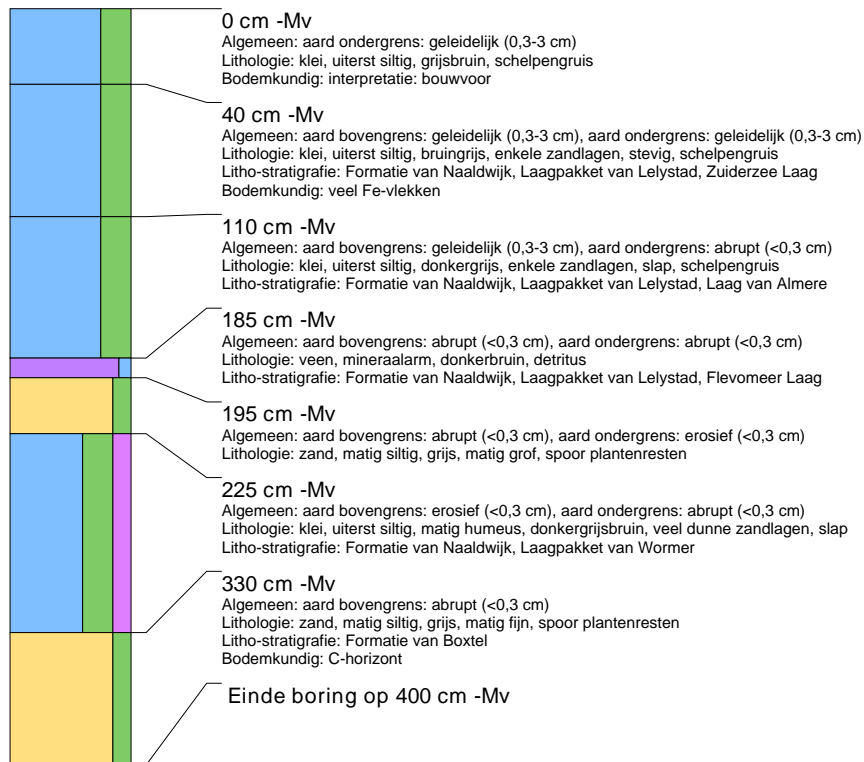 0 cm -Mv
Algemeen: aard ondergrens: geleidelijk (0,3-3 cm)
Lithologie: klei, uiterst siltig, grijsbruin, schelpengruis
Bodemkundig: interpretatie: bouwvoor
40 cm -Mv
Algemeen: aard bovengrens: geleidelijk (0,3-3 cm), aard ondergrens: geleidelijk (0,3-3 cm)
Lithologie: klei, uiterst siltig, bruingrijs, enkele zandlagen, stevig, schelpengruis
Litho-stratigrafie: Formatie van Naaldwijk, Laagpakket van Lelystad, Zuiderzee Laag
Bodemkundig: veel Fe-vlekken
110 cm -Mv
Algemeen: aard bovengrens: geleidelijk (0,3-3 cm), aard ondergrens: abrupt (<0,3 cm)
Lithologie: klei, uiterst siltig, donkergrijs, enkele zandlagen, slap, schelpengruis
Litho-stratigrafie: Formatie van Naaldwijk, Laagpakket van Lelystad, Laag van Almere
185 cm -Mv
Algemeen: aard bovengrens: abrupt (<0,3 cm), aard ondergrens: abrupt (<0,3 cm)
Lithologie: veen, mineraalarm, donkerbruin, detritus
Litho-stratigrafie: Formatie van Naaldwijk, Laagpakket van Lelystad, Flevomeer Laag
195 cm -Mv
Algemeen: aard bovengrens: abrupt (<0,3 cm), aard ondergrens: erosief (<0,3 cm)
Lithologie: zand, matig siltig, grijs, matig grof, spoor plantenresten
225 cm -Mv
Algemeen: aard bovengrens: erosief (<0,3 cm), aard ondergrens: abrupt (<0,3 cm)
Lithologie: klei, uiterst siltig, matig humeus, donkergrijsbruin, veel dunne zandlagen, slap
Litho-stratigrafie: Formatie van Naaldwijk, Laagpakket van Wormer
330 cm -Mv
Algemeen: aard bovengrens: abrupt (<0,3 cm)
Lithologie: zand, matig siltig, grijs, matig fijn, spoor plantenresten
Litho-stratigrafie: Formatie van Boxtel
Bodemkundig: C-horizont
Einde boring op 400 cm -Mv